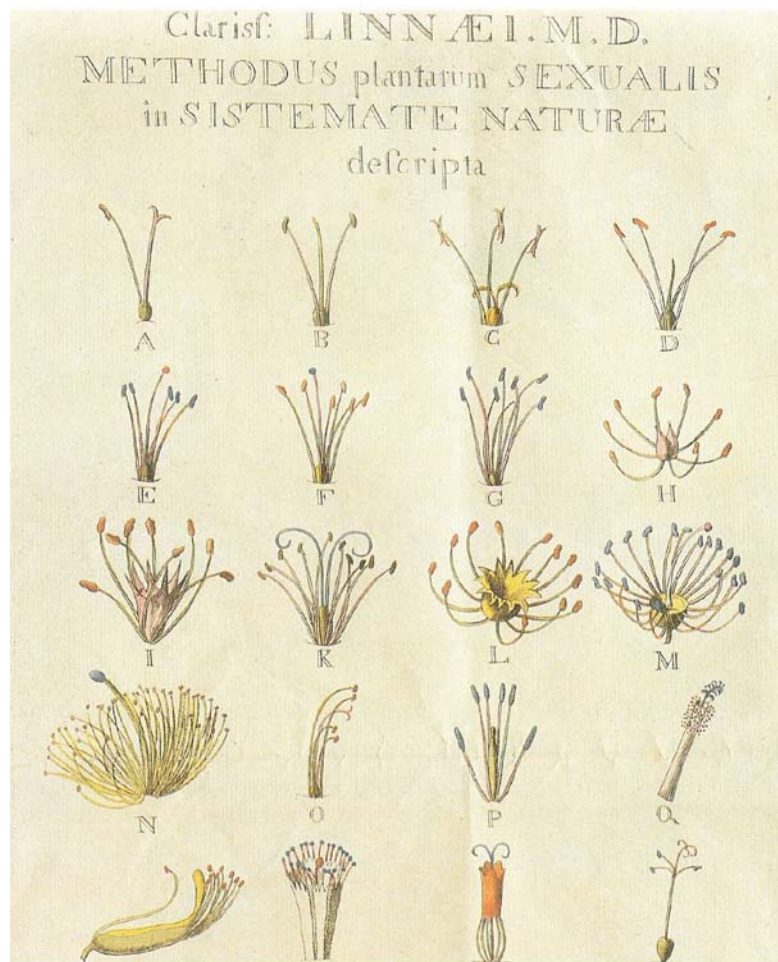 Clariſſ: LINNÆI. M. D.
METHODUS plantarum SEXUALIS
in SISTEMATE NATURÆ
deſcripta
A B C D
E F G H
I K L M
N O P Q